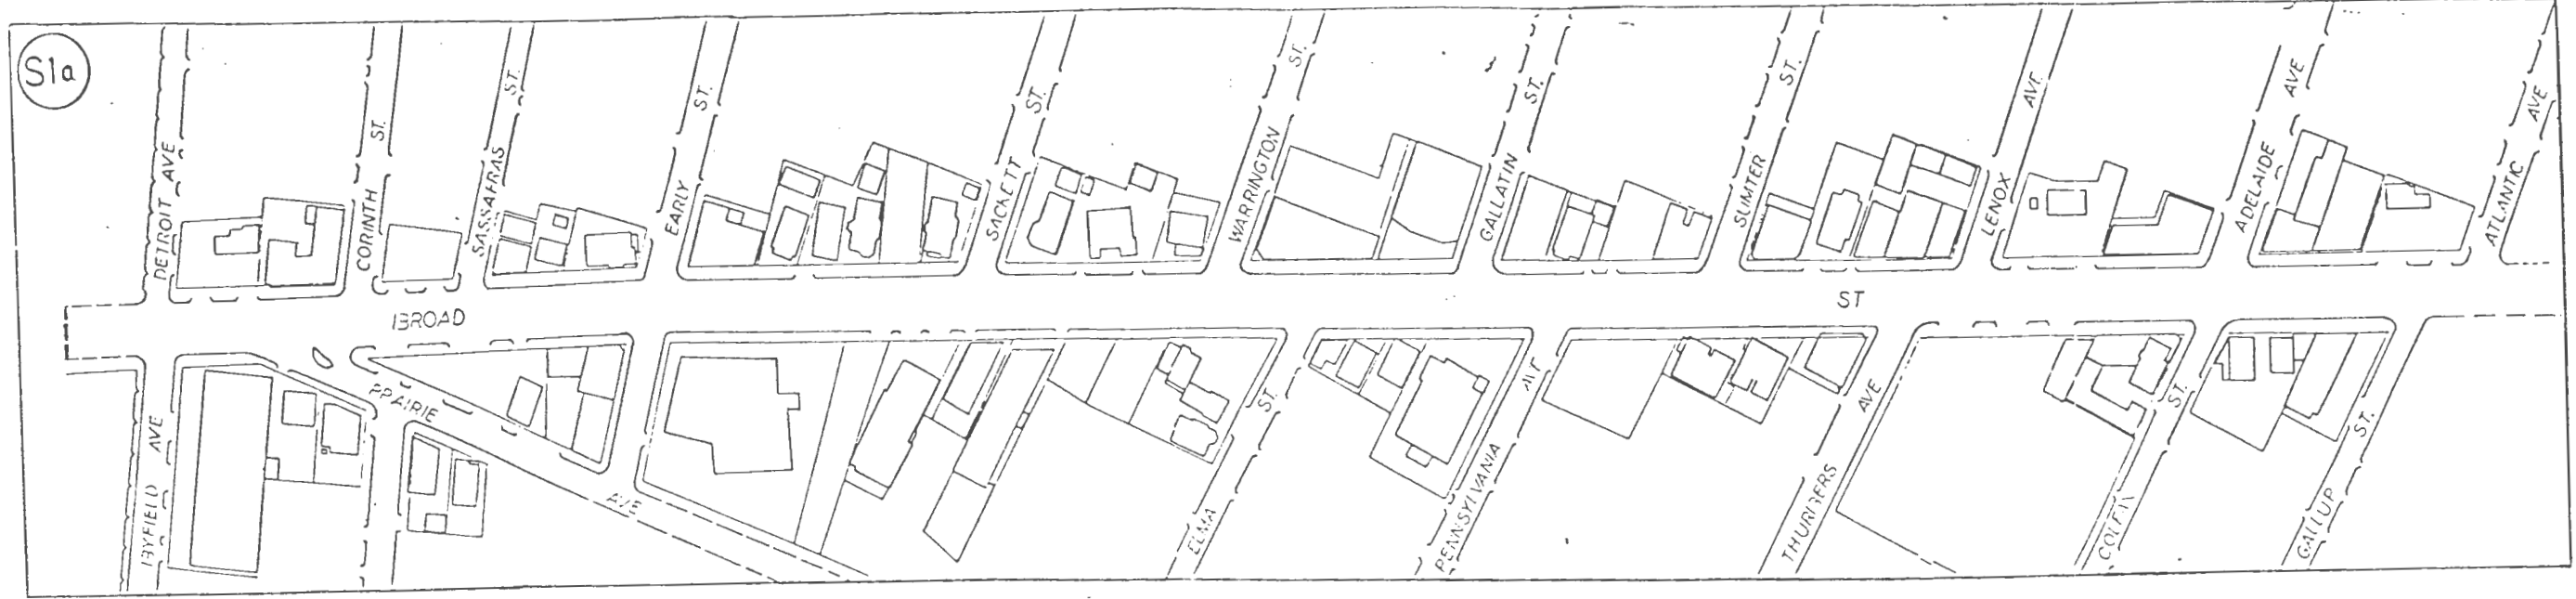 S1a
DETROIT AVE
CORINTH ST.
SASSAFRAS ST.
EARLY ST.
SACKETT ST.
WARRINGTON ST.
GALLATIN ST.
SUMTER ST.
LENOX AVE.
ADELAIDE AVE
ATLANTIC AVE
BROAD ST
BYFIELD AVE
PRAIRIE AVE
ELMA ST.
PENNSYLVANIA
THURBERS AVE
ST.
GALLUP ST.